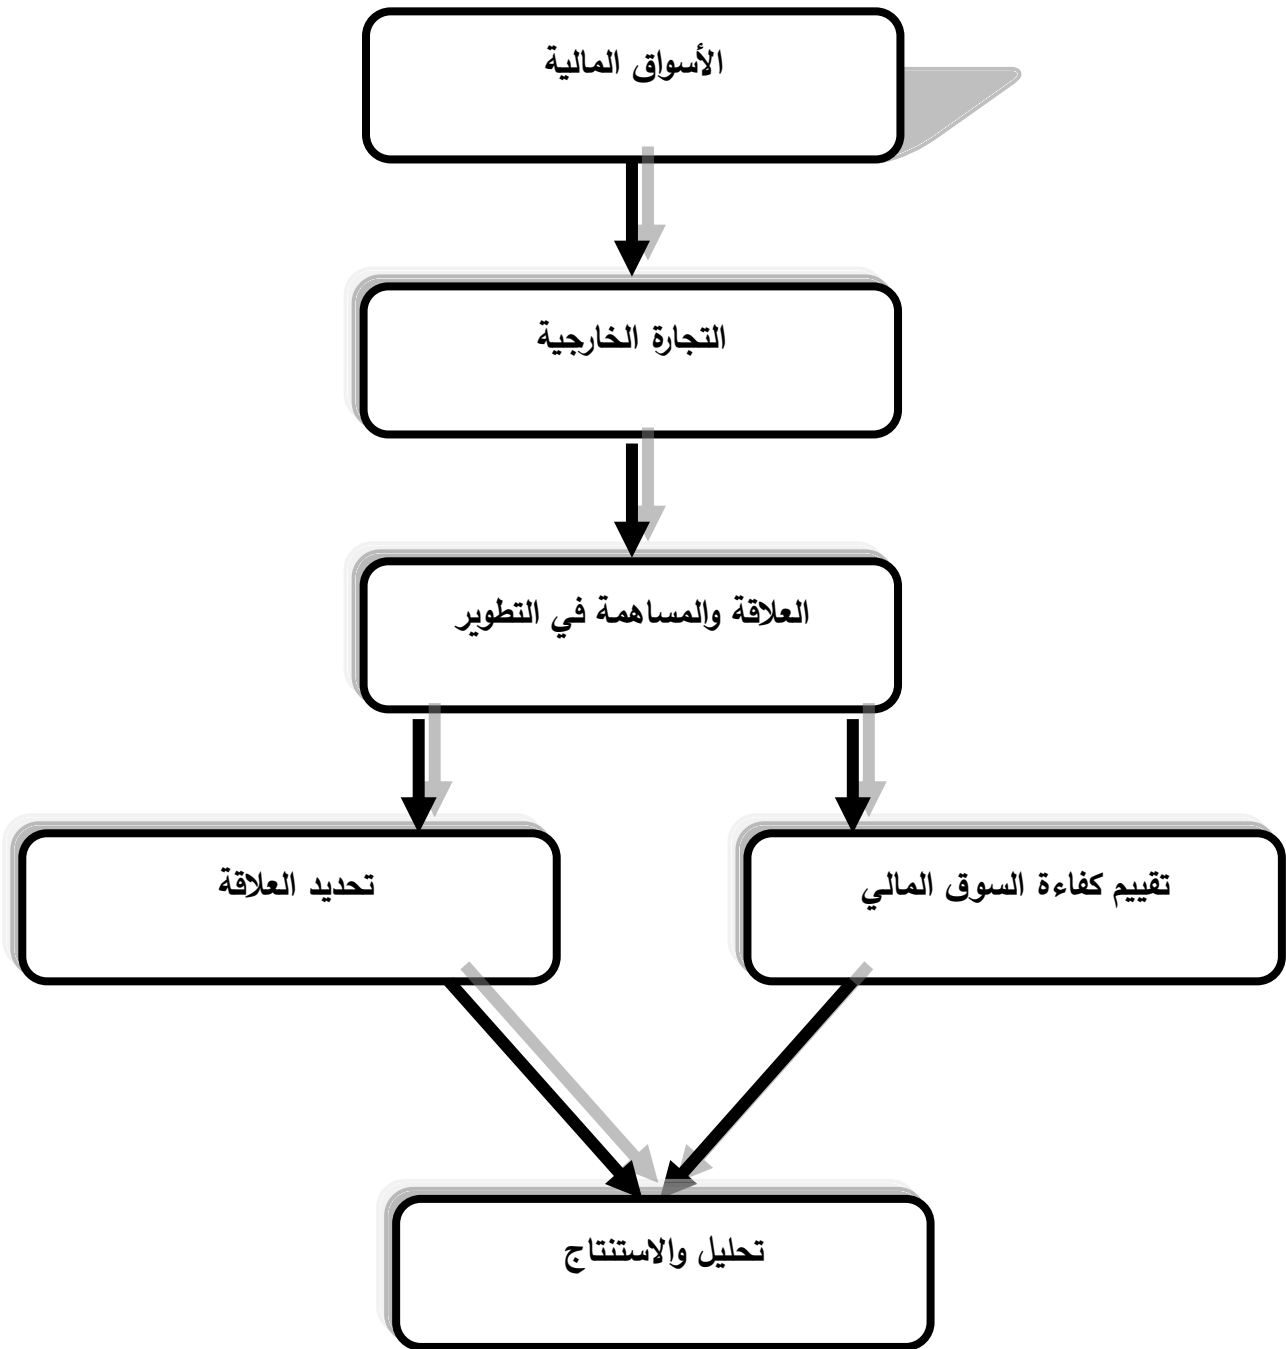 الأسواق المالية
التجارة الخارجية
العلاقة والمساهمة في التطوير
تقييم كفاءة السوق المالي
تحديد العلاقة
تحليل والاستنتاج